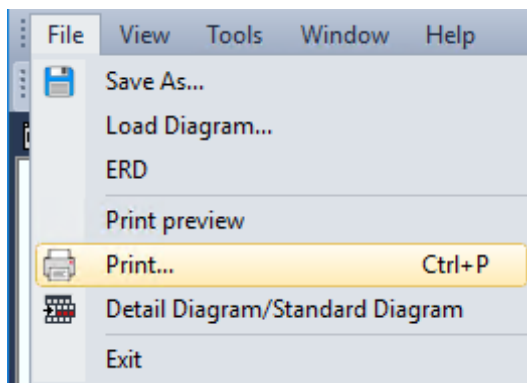 File View Tools Window Help
Save As...
Load Diagram...
ERD
Print preview
Print... Ctrl+P
Detail Diagram/Standard Diagram
Exit